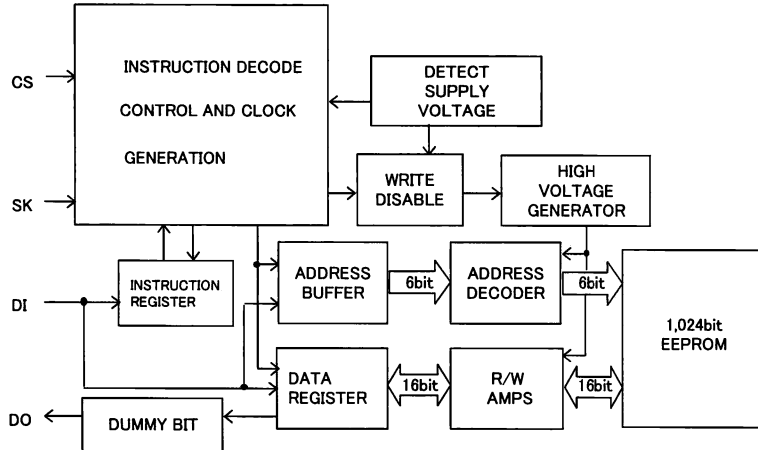 CS
INSTRUCTION DECODE
CONTROL AND CLOCK
GENERATION
DETECT
SUPPLY
VOLTAGE
SK
WRITE
DISABLE
HIGH
VOLTAGE
GENERATOR
DI
INSTRUCTION
REGISTER
ADDRESS
BUFFER
6bit
ADDRESS
DECODER
6bit
1,024bit
EEPROM
DATA
REGISTER
16bit
R/W
AMPS
16bit
DO
DUMMY BIT